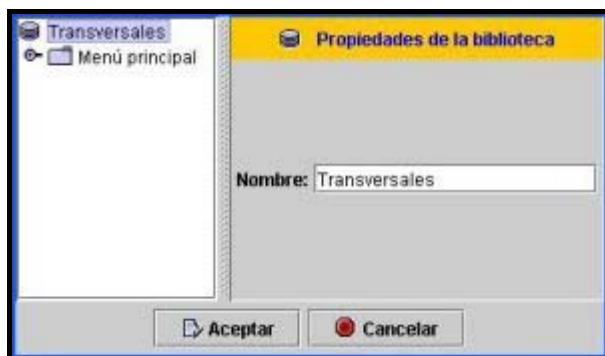 Transversales
Menú principal
Propiedades de la biblioteca
Nombre: Transversales
Aceptar Cancelar